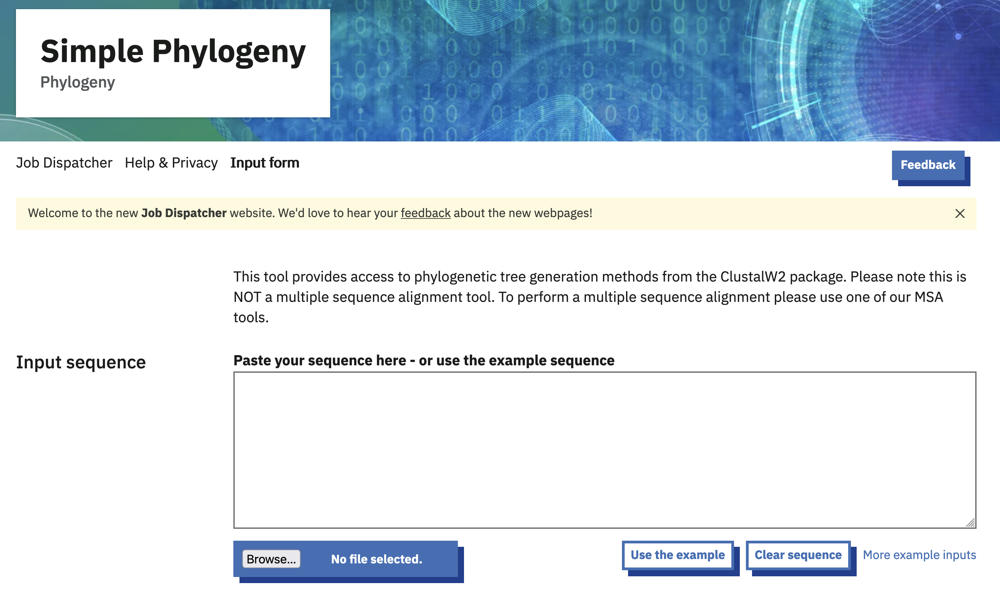 Simple Phylogeny
Phylogeny
Job Dispatcher Help & Privacy Input form Feedback
Welcome to the new Job Dispatcher website. We'd love to hear your feedback about the new webpages!
This tool provides access to phylogenetic tree generation methods from the ClustalW2 package. Please note this is
NOT a multiple sequence alignment tool. To perform a multiple sequence alignment please use one of our MSA
tools.
Input sequence
Paste your sequence here - or use the example sequence
Browse... No file selected. Use the example Clear sequence More example inputs